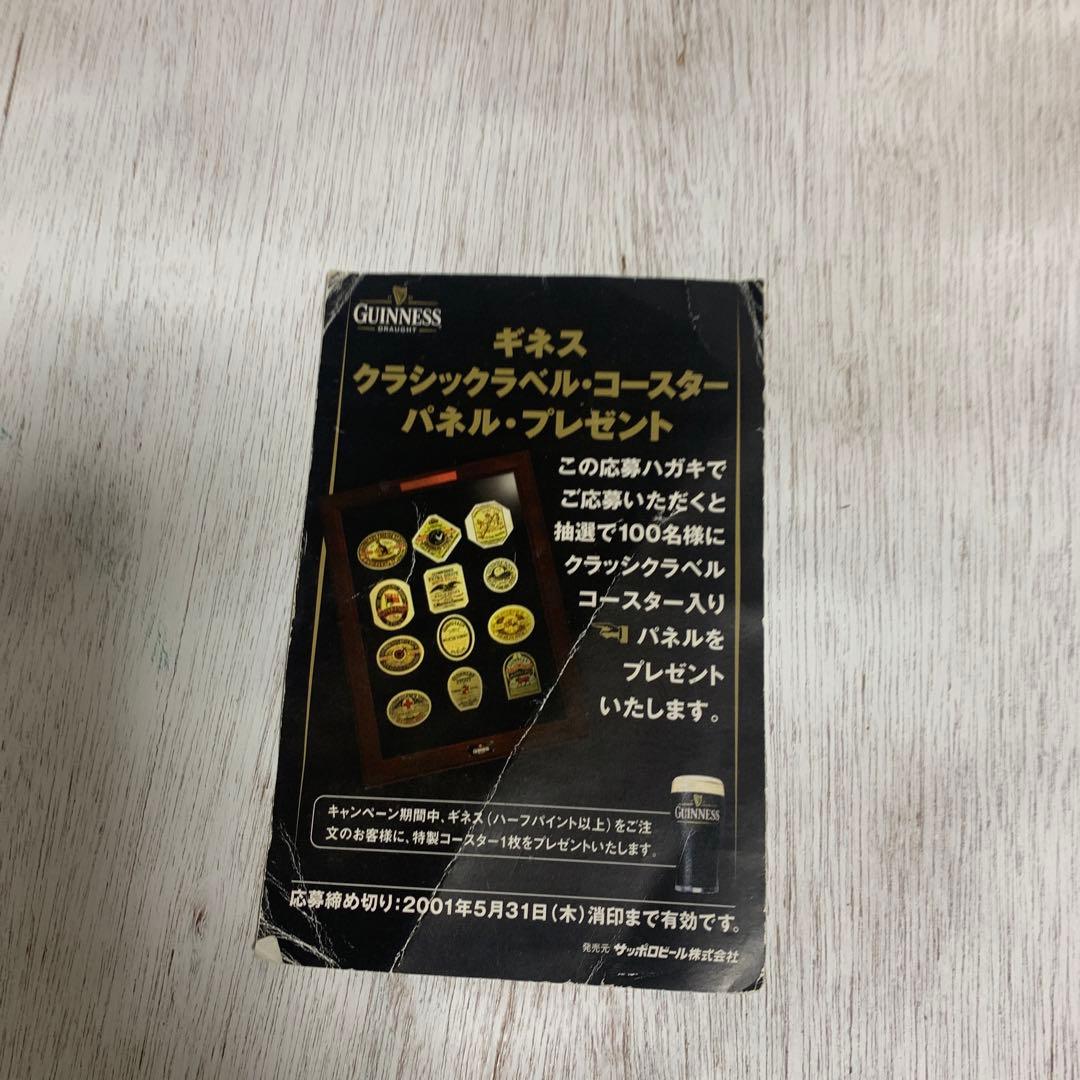 GUINNESS
DRAUGHT
ギネス
クラシックラベル・コースター
パネル・プレゼント
この応募ハガキで
ご応募いただくと
抽選で100名様に
クラッシクラベル
コースター入り
パネルを
プレゼント
いたします。
GUINNESS
キャンペーン期間中、ギネス(ハーフパイント以上)をご注
文のお客様に、特製コースター1枚をプレゼントいたします。
応募締め切り:2001年5月31日(木)消印まで有効です。
発売元 サッポロビール株式会社